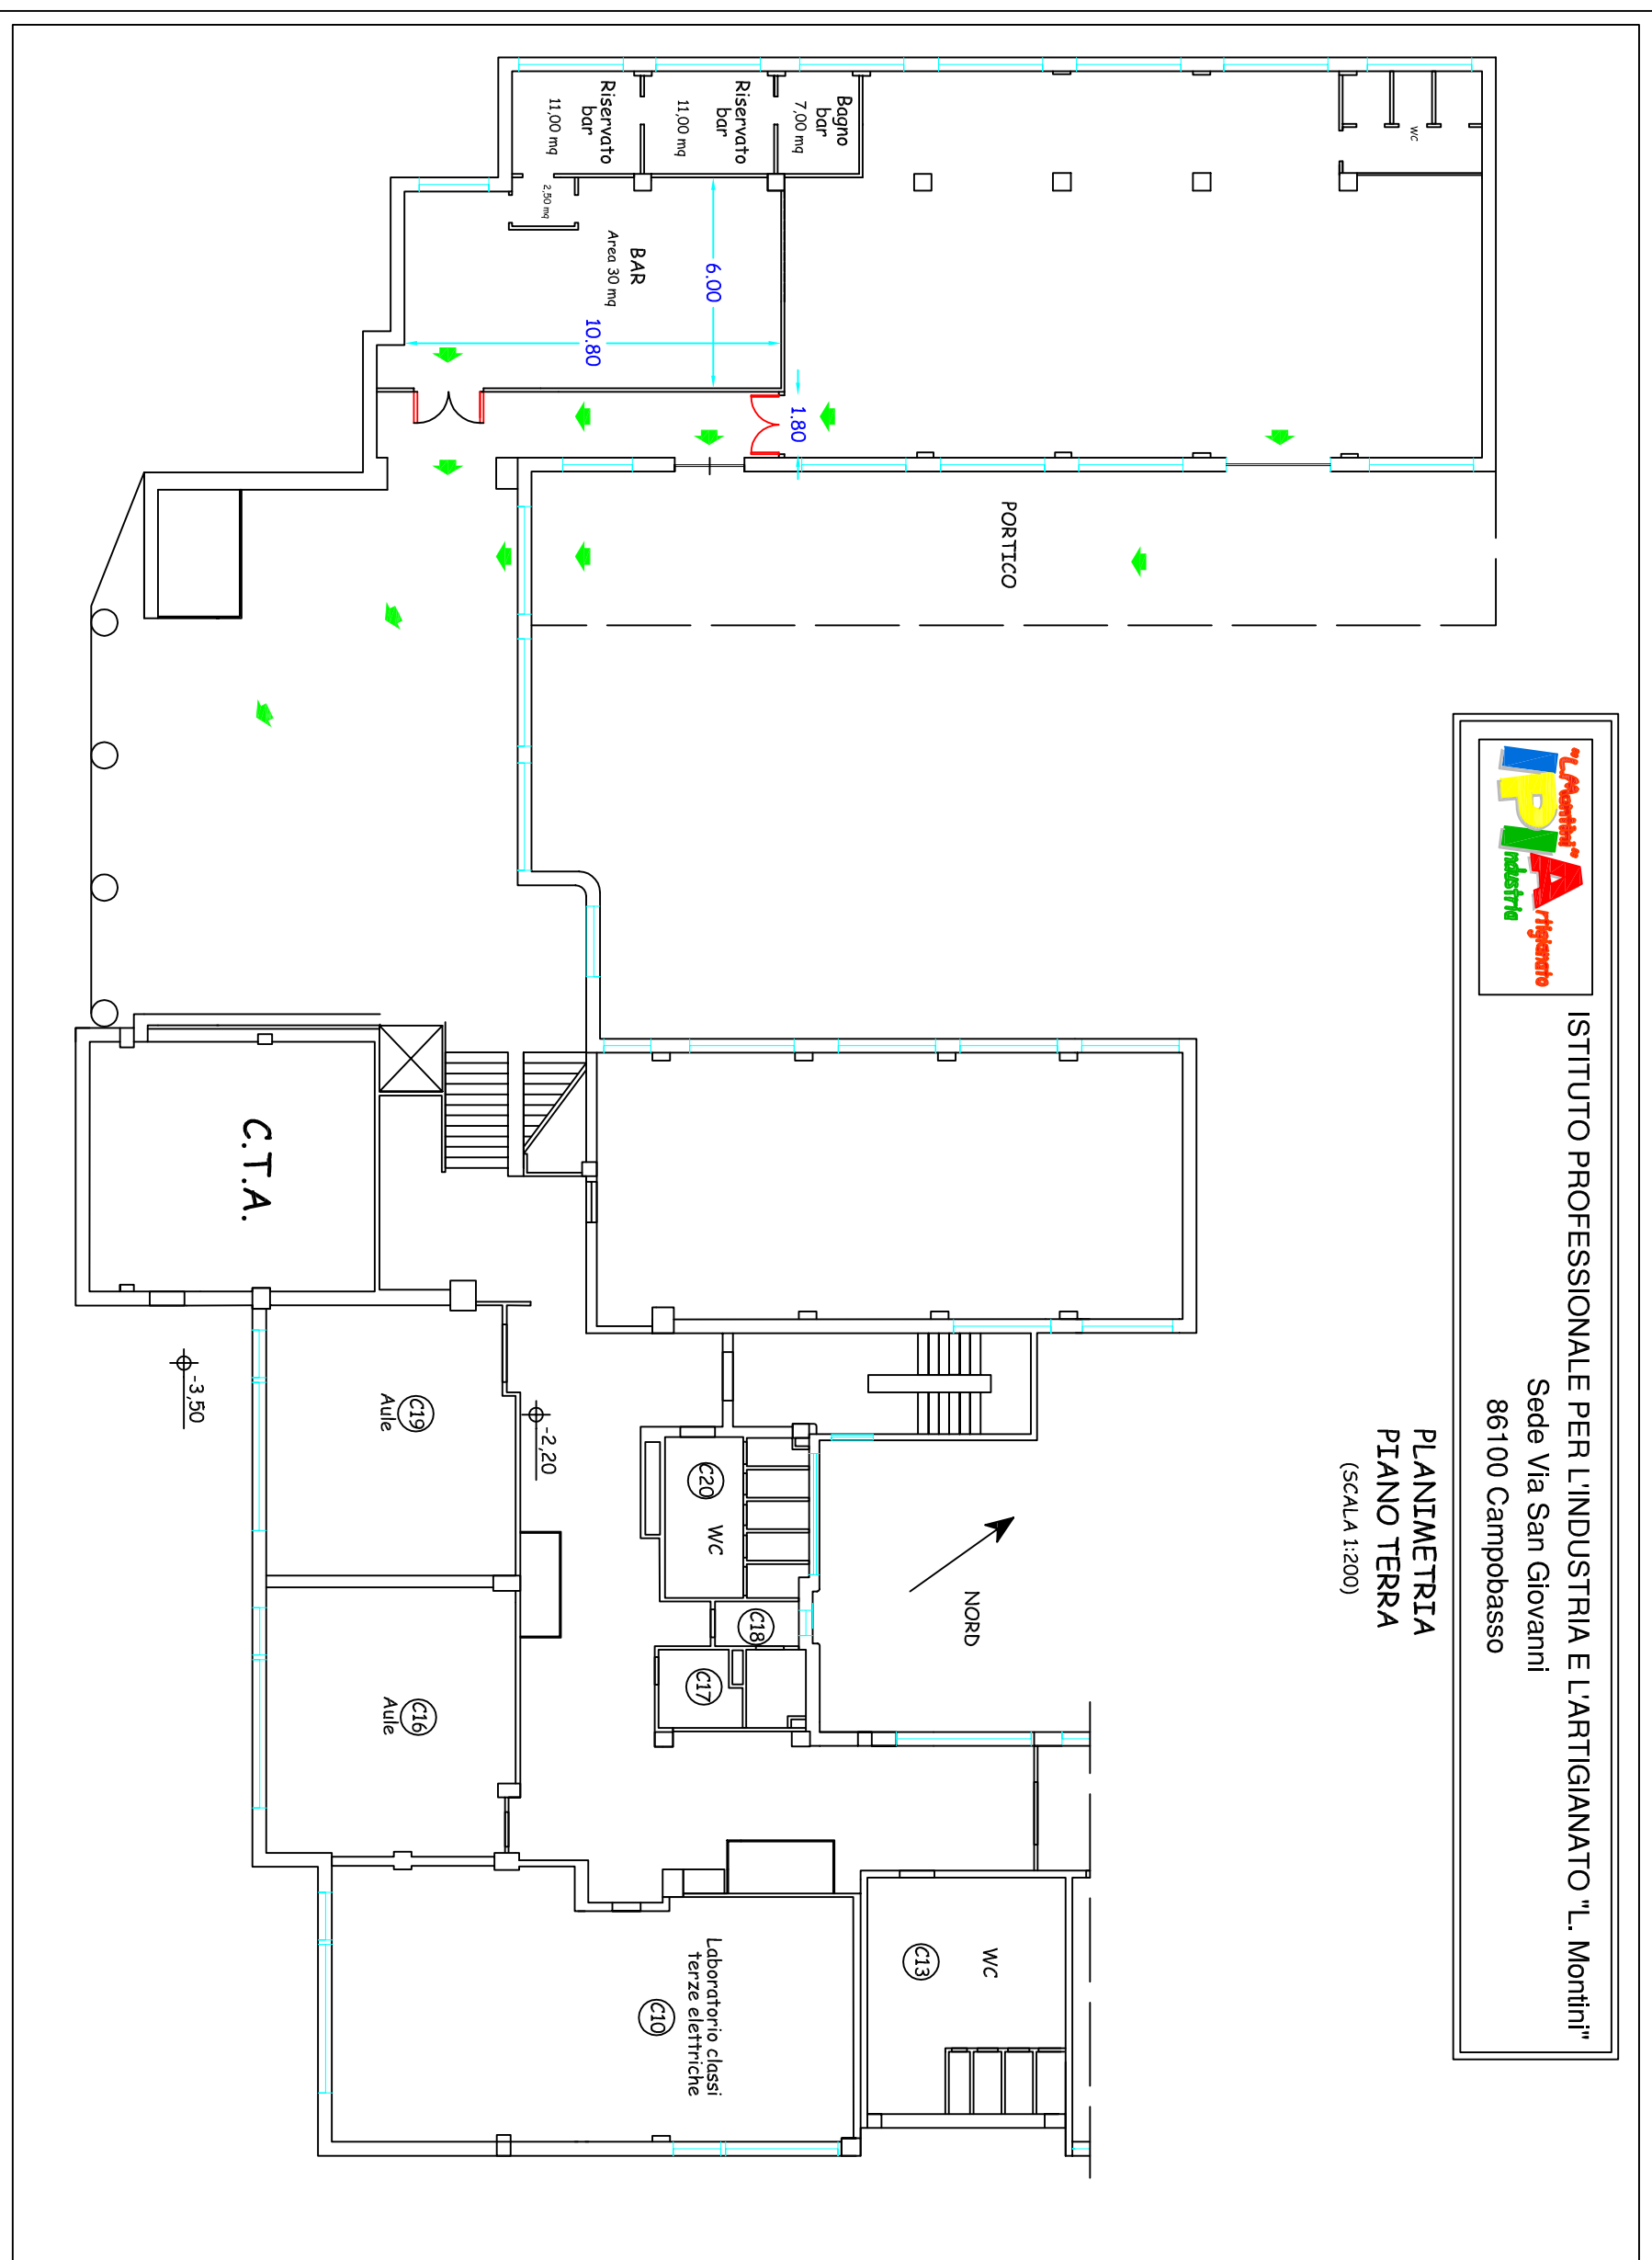 "L.Montini"
IPIA
rtigianato
ndustria
ISTITUTO PROFESSIONALE PER L'INDUSTRIA E L'ARTIGIANATO "L. Montini"
Sede Via San Giovanni
86100 Campobasso
PLANIMETRIA
PIANO TERRA
(SCALA 1:200)
wc
Bagno
bar
7,00 mq
Riservato
bar
11,00 mq
Riservato
bar
11,00 mq
2,50 mq
BAR
Area 30 mq
6.00
10.80
1.80
PORTICO
NORD
C.T.A.
-3,50
-2,20
C19
Aule
C20
WC
C18
C17
C16
Aule
WC
C13
Laboratorio classi
terze elettriche
C10